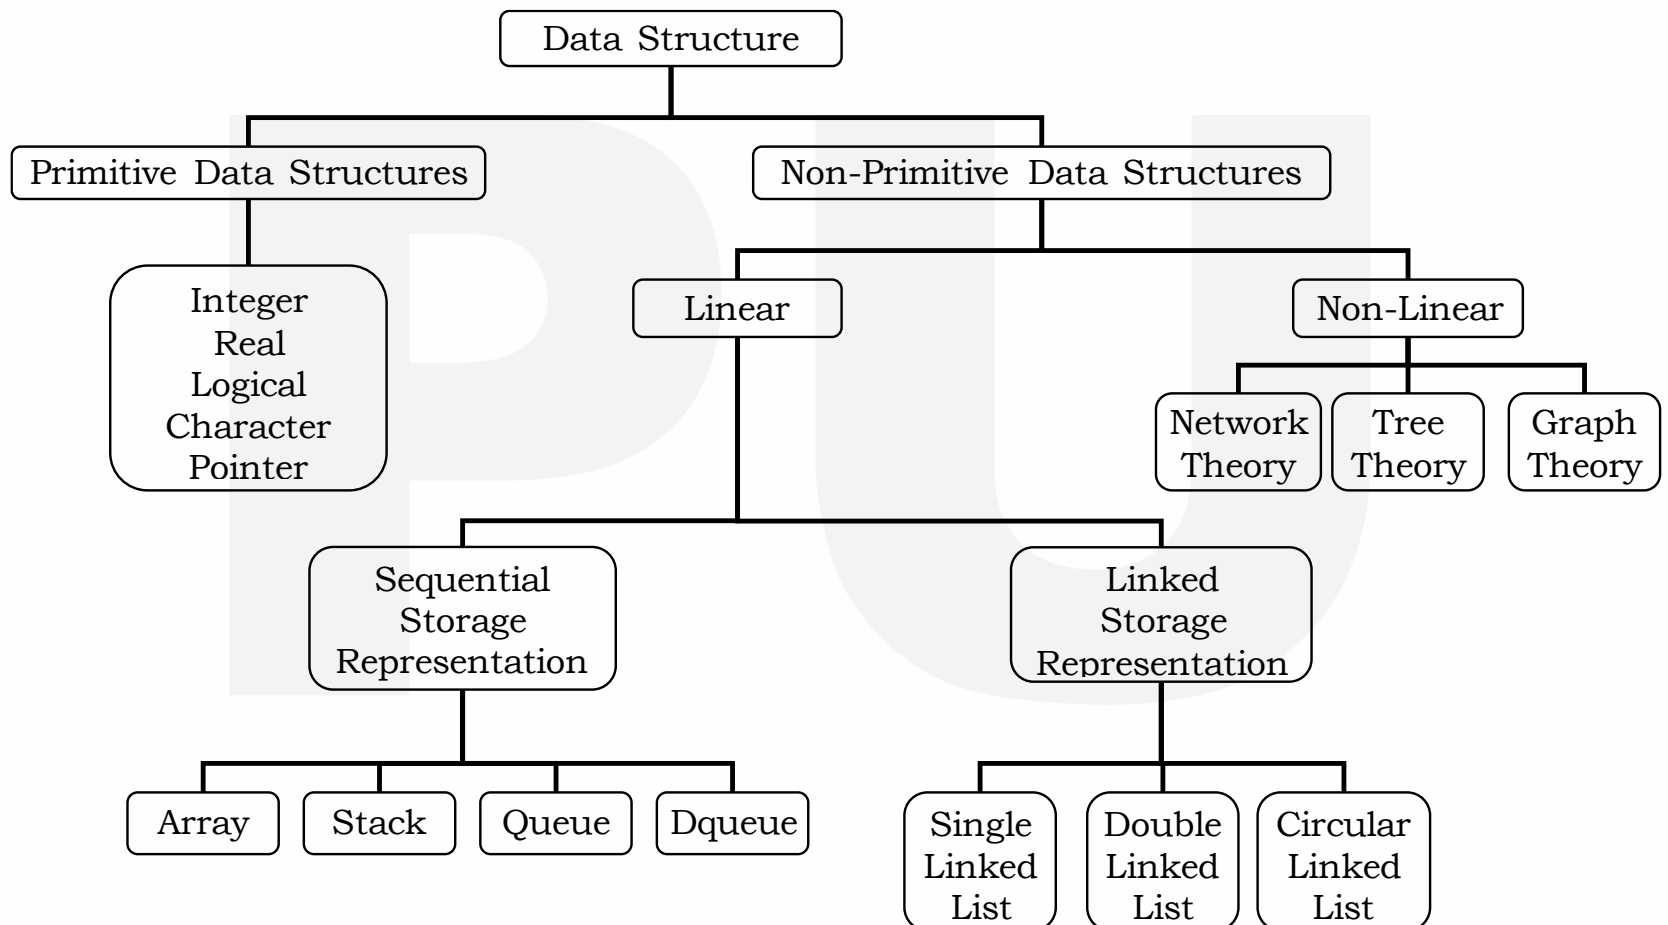 Data Structure
Primitive Data Structures
Non-Primitive Data Structures
Integer
Real
Logical
Character
Pointer
Linear
Non-Linear
Network
Theory
Tree
Theory
Graph
Theory
Sequential
Storage
Representation
Linked
Storage
Representation
Array
Stack
Queue
Dqueue
Single
Linked
List
Double
Linked
List
Circular
Linked
List
PU